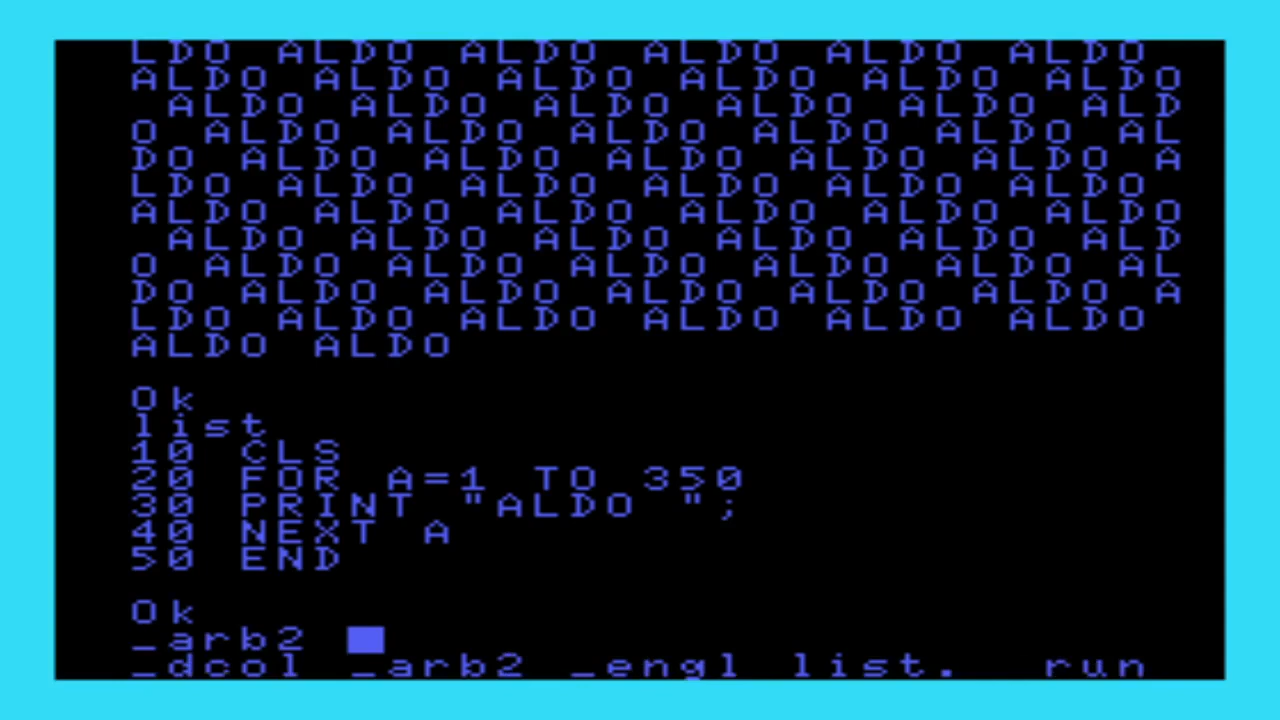 LDO ALDO ALDO ALDO ALDO ALDO
ALDO ALDO ALDO ALDO ALDO ALDO
ALDO ALDO ALDO ALDO ALDO ALD
O ALDO ALDO ALDO ALDO ALDO AL
DO ALDO ALDO ALDO ALDO ALDO A
LDO ALDO ALDO ALDO ALDO ALDO
ALDO ALDO ALDO ALDO ALDO ALDO
ALDO ALDO ALDO ALDO ALDO ALD
O ALDO ALDO ALDO ALDO ALDO AL
DO ALDO ALDO ALDO ALDO ALDO A
LDO ALDO ALDO ALDO ALDO ALDO
ALDO ALDO
Ok
list
10 CLS
20 FOR A=1 TO 350
30 PRINT "ALDO ";
40 NEXT A
50 END
Ok
_arb2
_dcol _arb2 _engl list. run